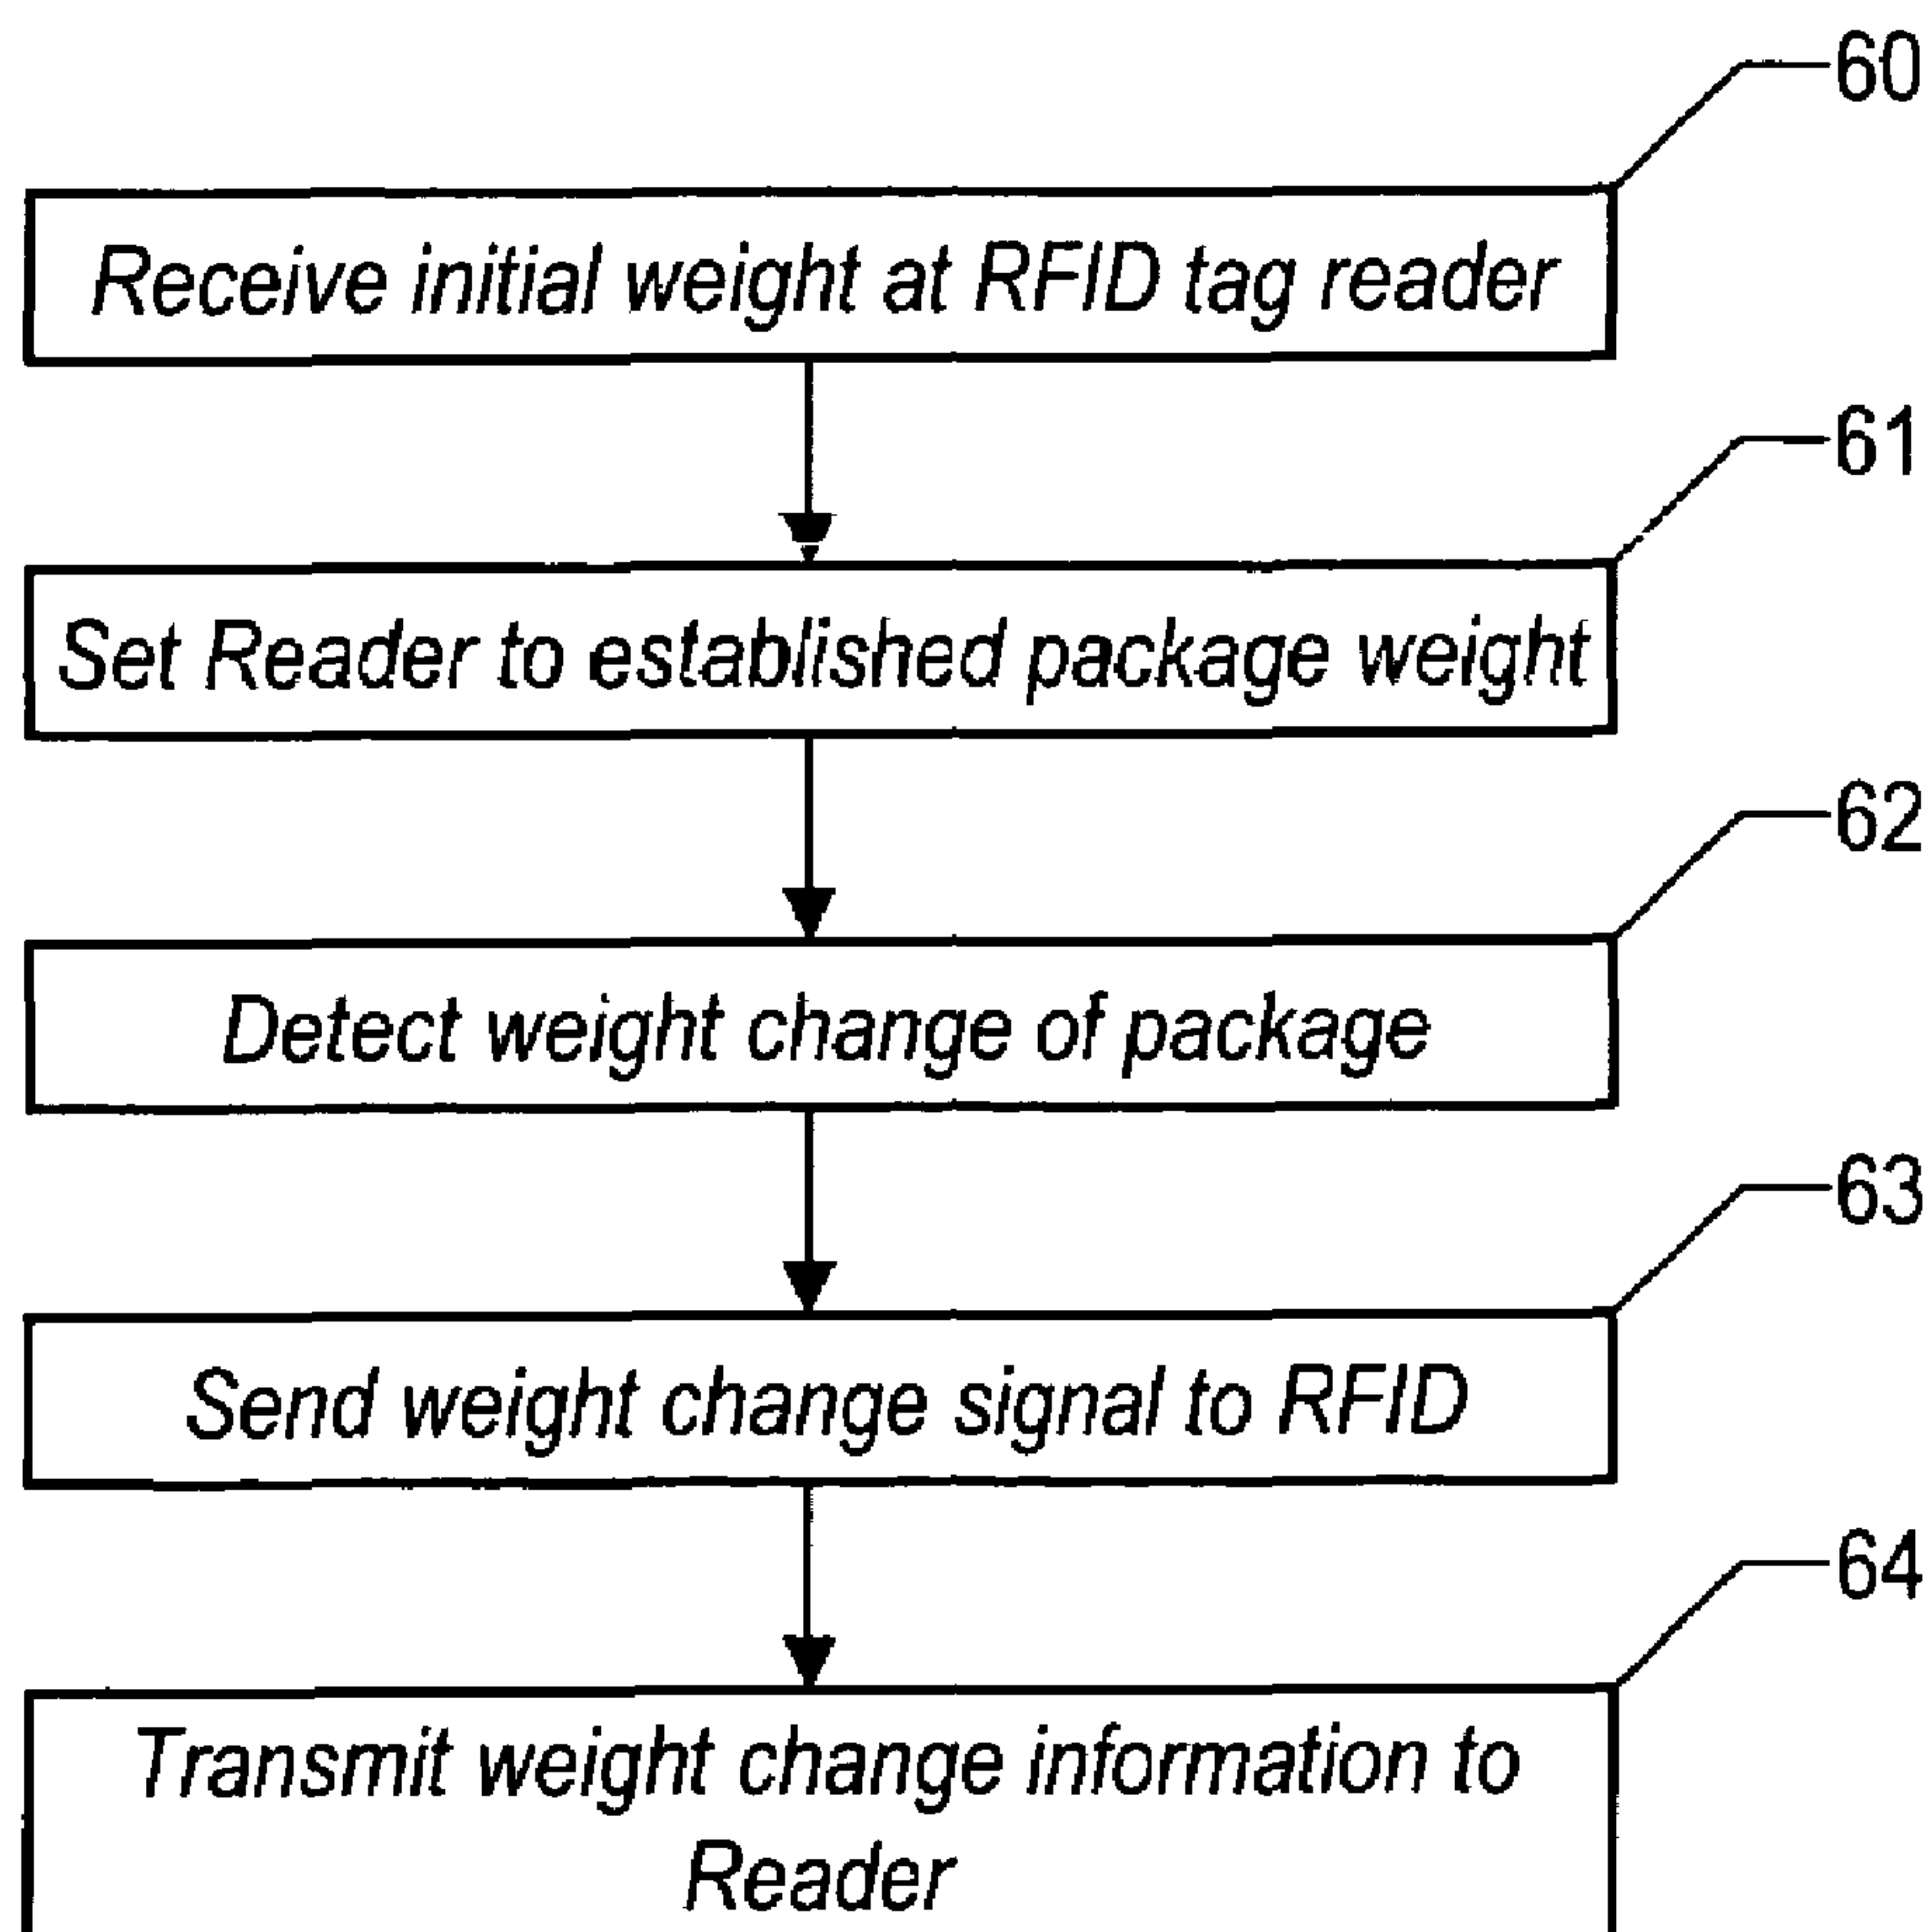 60
Receive initial weight at RFID tag reader
61
Set Reader to established package weight
62
Detect weight change of package
63
Send weight change signal to RFID
64
Transmit weight change information to
Reader